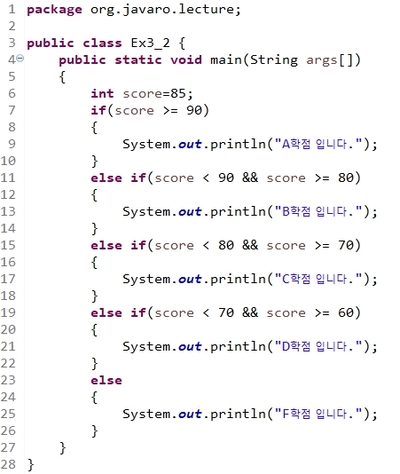 1 package org.javaro.lecture;
2
3 public class Ex3_2 {
4     public static void main(String args[])
5     {
6         int score=85;
7         if(score >= 90)
8         {
9             System.out.println("A학점 입니다.");
10         }
11         else if(score < 90 && score >= 80)
12         {
13             System.out.println("B학점 입니다.");
14         }
15         else if(score < 80 && score >= 70)
16         {
17             System.out.println("C학점 입니다.");
18         }
19         else if(score < 70 && score >= 60)
20         {
21             System.out.println("D학점 입니다.");
22         }
23         else
24         {
25             System.out.println("F학점 입니다.");
26         }
27     }
28 }